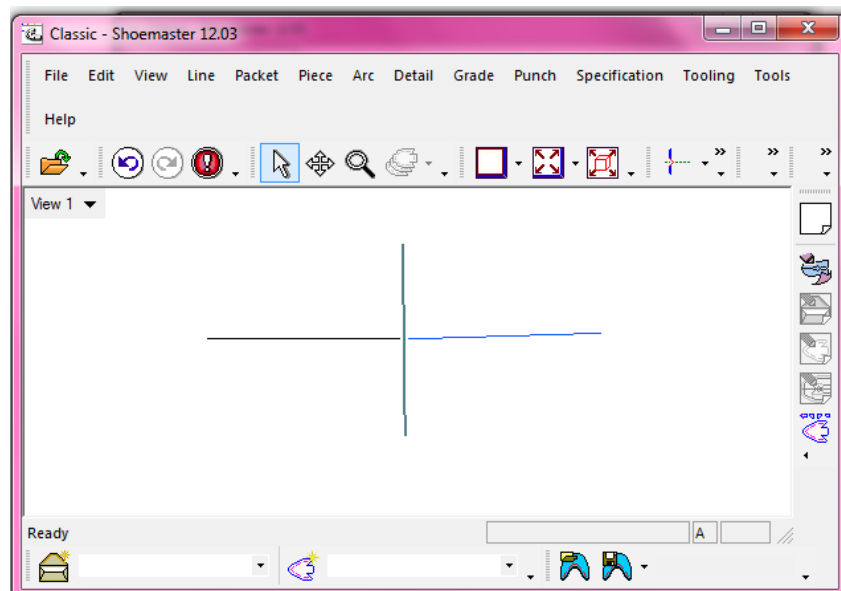 Classic - Shoemaster 12.03
File Edit View Line Packet Piece Arc Detail Grade Punch Specification Tooling Tools
Help
View 1
Ready
A